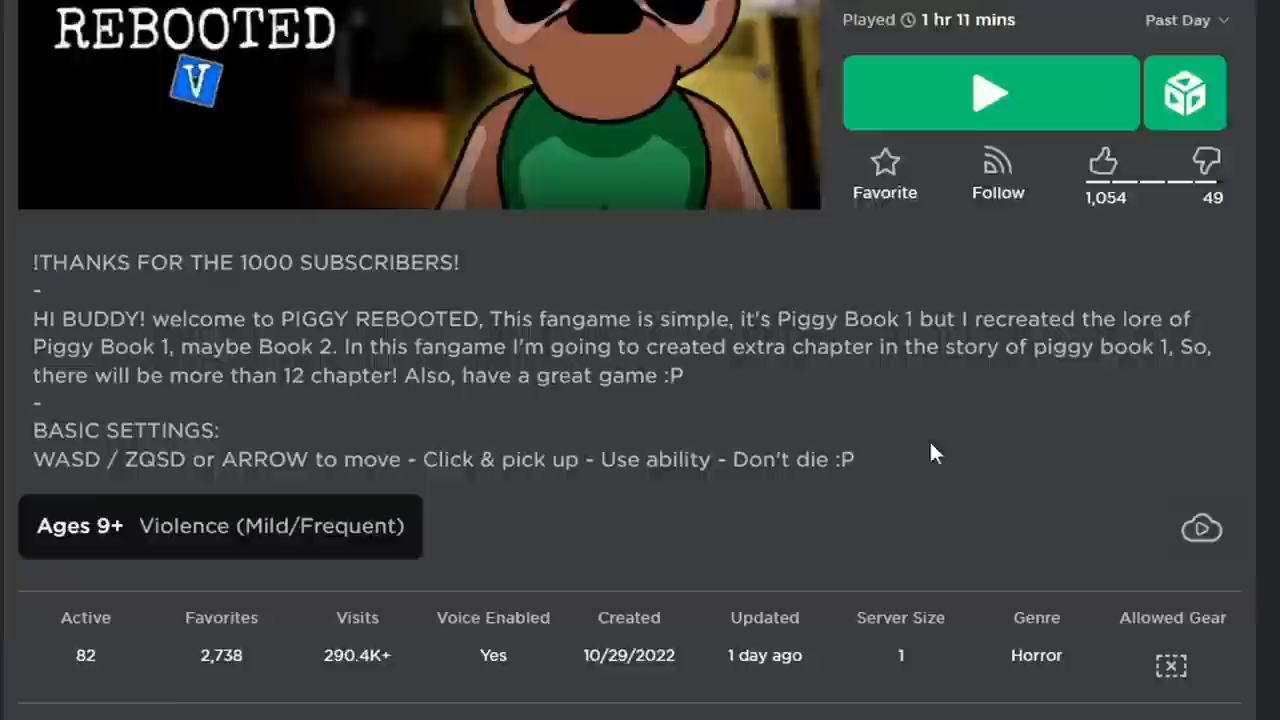 REBOOTED
V
Played 1 hr 11 mins
Past Day
Favorite
Follow
1,054
49
!THANKS FOR THE 1000 SUBSCRIBERS!
-
HI BUDDY! welcome to PIGGY REBOOTED, This fangame is simple, it's Piggy Book 1 but I recreated the lore of
Piggy Book 1, maybe Book 2. In this fangame I'm going to created extra chapter in the story of piggy book 1, So,
there will be more than 12 chapter! Also, have a great game :P
-
BASIC SETTINGS:
WASD / ZQSD or ARROW to move - Click & pick up - Use ability - Don't die :P
Ages 9+ Violence (Mild/Frequent)
Active Favorites Visits Voice Enabled Created Updated Server Size Genre Allowed Gear
82 2,738 290.4K+ Yes 10/29/2022 1 day ago 1 Horror